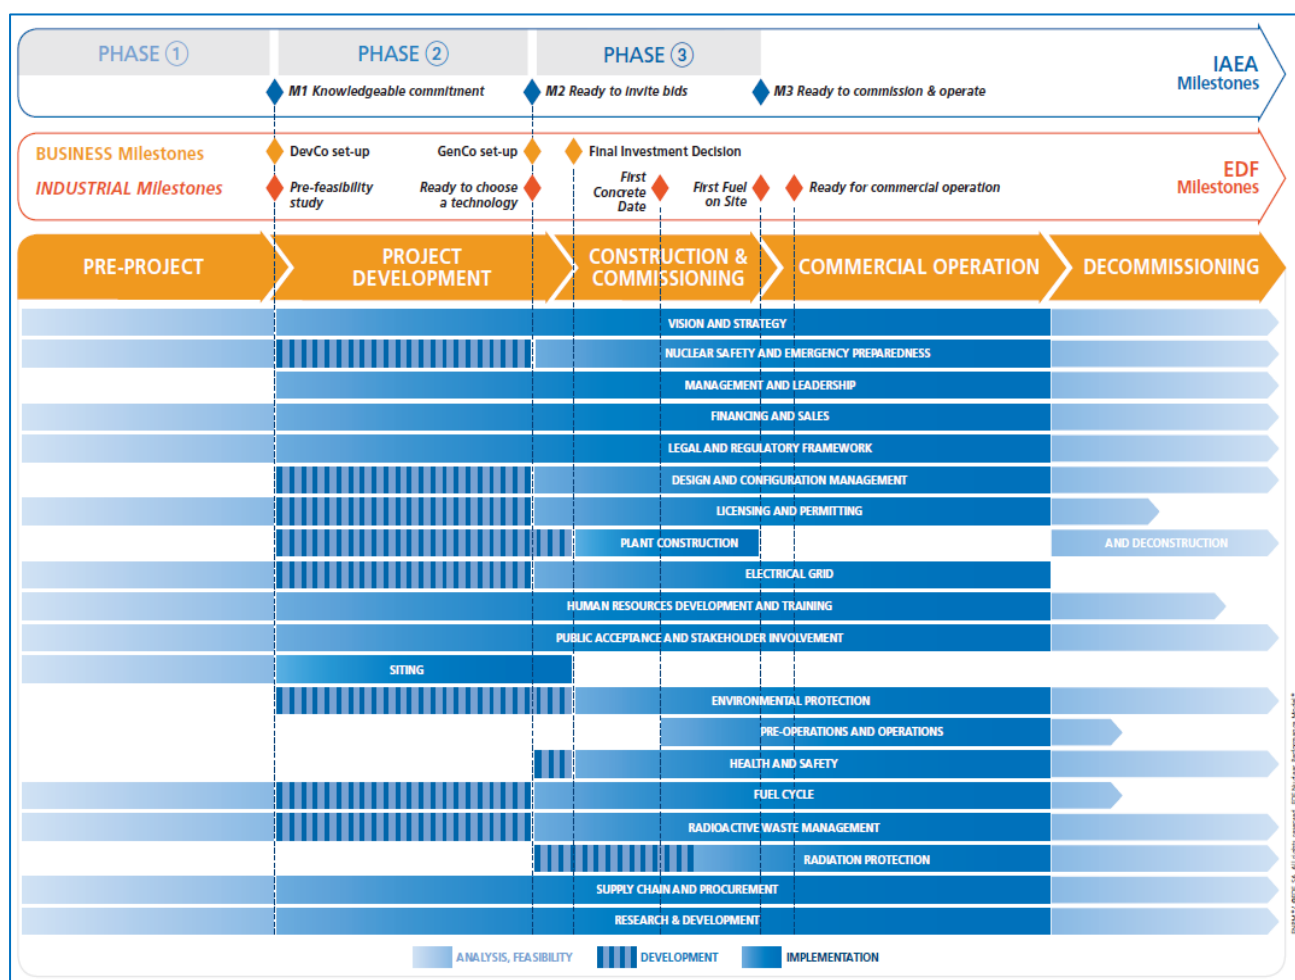 PHASE 1
PHASE 2
PHASE 3
IAEA
Milestones
M1 Knowledgeable commitment
M2 Ready to invite bids
M3 Ready to commission & operate
BUSINESS Milestones
DevCo set-up
GenCo set-up
Final Investment Decision
EDF
Milestones
INDUSTRIAL Milestones
Pre-feasibility
study
Ready to choose
a technology
First
Concrete
Date
First Fuel
on Site
Ready for commercial operation
PRE-PROJECT
PROJECT
DEVELOPMENT
CONSTRUCTION &
COMMISSIONING
COMMERCIAL OPERATION
DECOMMISSIONING
VISION AND STRATEGY
NUCLEAR SAFETY AND EMERGENCY PREPAREDNESS
MANAGEMENT AND LEADERSHIP
FINANCING AND SALES
LEGAL AND REGULATORY FRAMEWORK
DESIGN AND CONFIGURATION MANAGEMENT
LICENSING AND PERMITTING
PLANT CONSTRUCTION
AND DECONSTRUCTION
ELECTRICAL GRID
HUMAN RESOURCES DEVELOPMENT AND TRAINING
PUBLIC ACCEPTANCE AND STAKEHOLDER INVOLVEMENT
SITING
ENVIRONMENTAL PROTECTION
PRE-OPERATIONS AND OPERATIONS
HEALTH AND SAFETY
FUEL CYCLE
RADIOACTIVE WASTE MANAGEMENT
RADIATION PROTECTION
SUPPLY CHAIN AND PROCUREMENT
RESEARCH & DEVELOPMENT
ANALYSIS, FEASIBILITY
DEVELOPMENT
IMPLEMENTATION